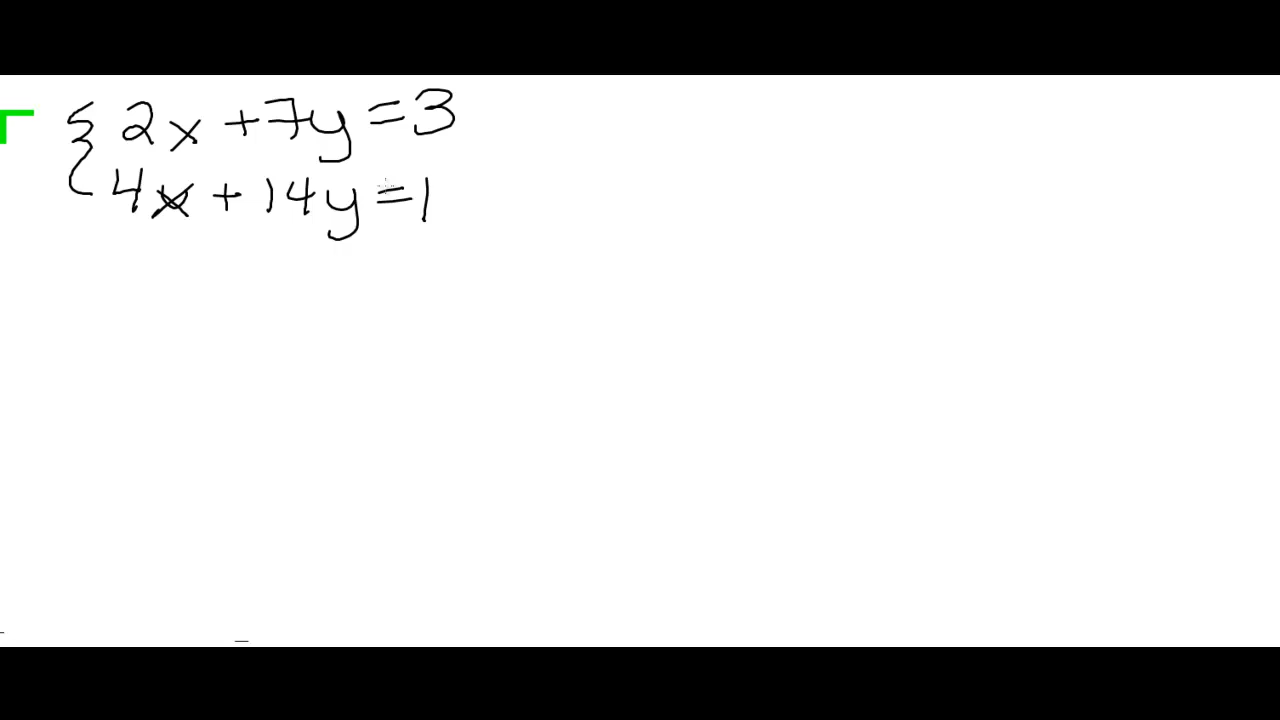 { 2x + 7y = 3
4x + 14y = 1